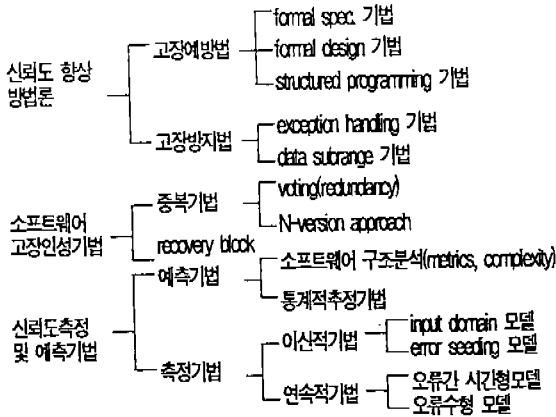 신뢰도 향상
방법론
고장예방법
formal spec. 기법
formal design 기법
structured programming 기법
고장방지법
exception handling 기법
data subrange 기법
소프트웨어
고장인성기법
중복기법
voting(redundancy)
N-version approach
recovery block
신뢰도측정
및 예측기법
예측기법
소프트웨어 구조분석(metrics, complexity)
통계적추정기법
측정기법
이산적기법
input domain 모델
error seeding 모델
연속적기법
오류간 시간형모델
오류수형 모델